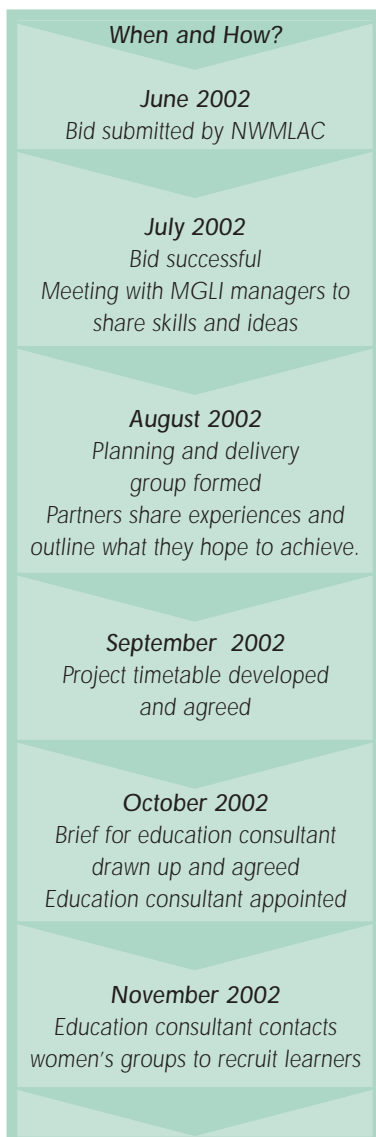 When and How?
June 2002
Bid submitted by NWMLAC
July 2002
Bid successful
Meeting with MGLI managers to
share skills and ideas
August 2002
Planning and delivery
group formed
Partners share experiences and
outline what they hope to achieve.
September 2002
Project timetable developed
and agreed
October 2002
Brief for education consultant
drawn up and agreed
Education consultant appointed
November 2002
Education consultant contacts
women's groups to recruit learners